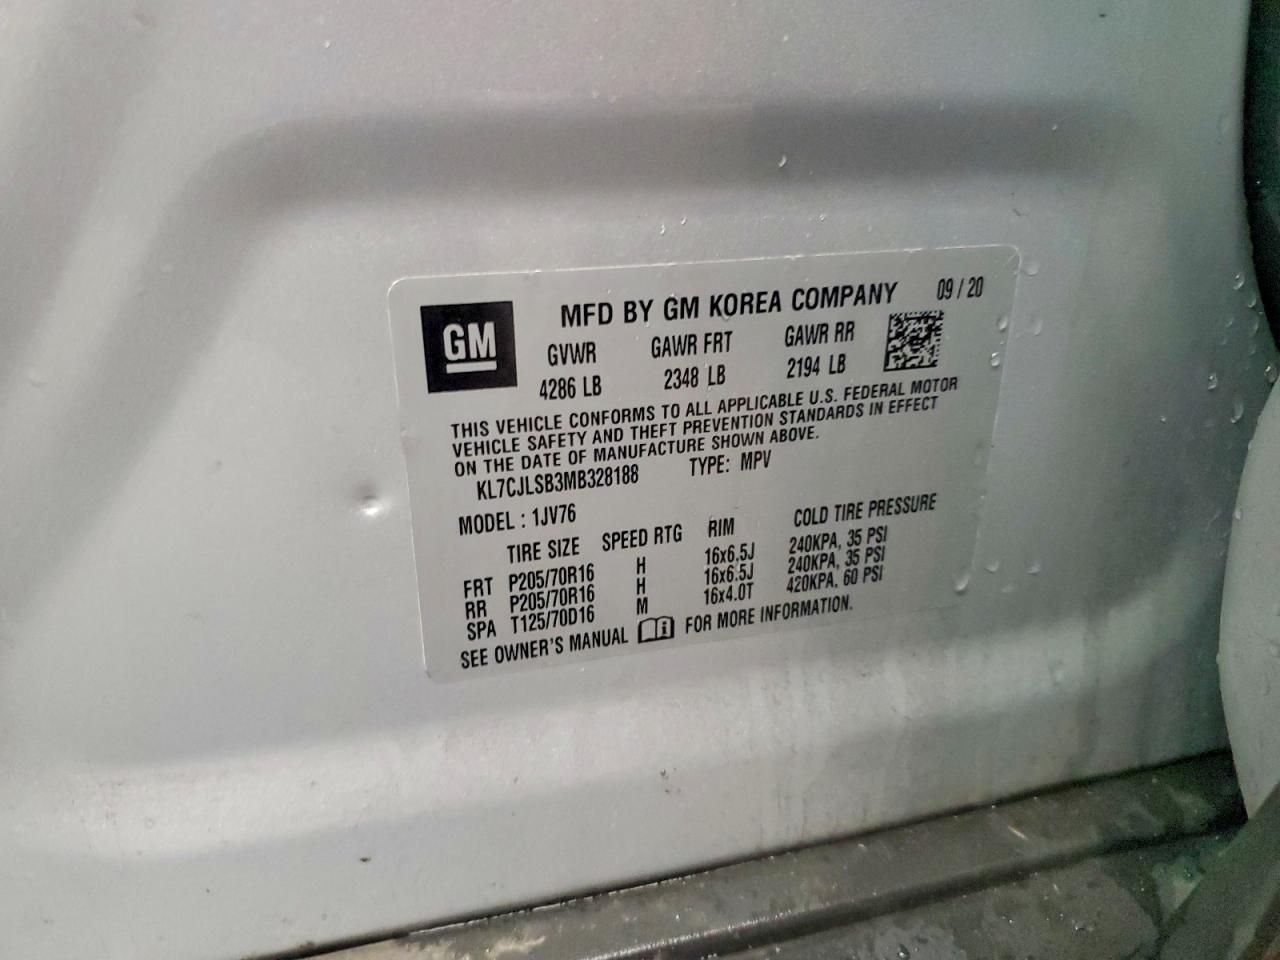 GM
MFD BY GM KOREA COMPANY 09 / 20
GVWR GAWR FRT GAWR RR
4286 LB 2348 LB 2194 LB
THIS VEHICLE CONFORMS TO ALL APPLICABLE U.S. FEDERAL MOTOR
VEHICLE SAFETY AND THEFT PREVENTION STANDARDS IN EFFECT
ON THE DATE OF MANUFACTURE SHOWN ABOVE.
KL7CJLSB3MB328188 TYPE: MPV
MODEL : 1JV76
TIRE SIZE SPEED RTG RIM COLD TIRE PRESSURE
FRT P205/70R16 H 16x6.5J 240KPA, 35 PSI
RR P205/70R16 H 16x6.5J 240KPA, 35 PSI
SPA T125/70D16 M 16x4.0T 420KPA, 60 PSI
SEE OWNER'S MANUAL FOR MORE INFORMATION.